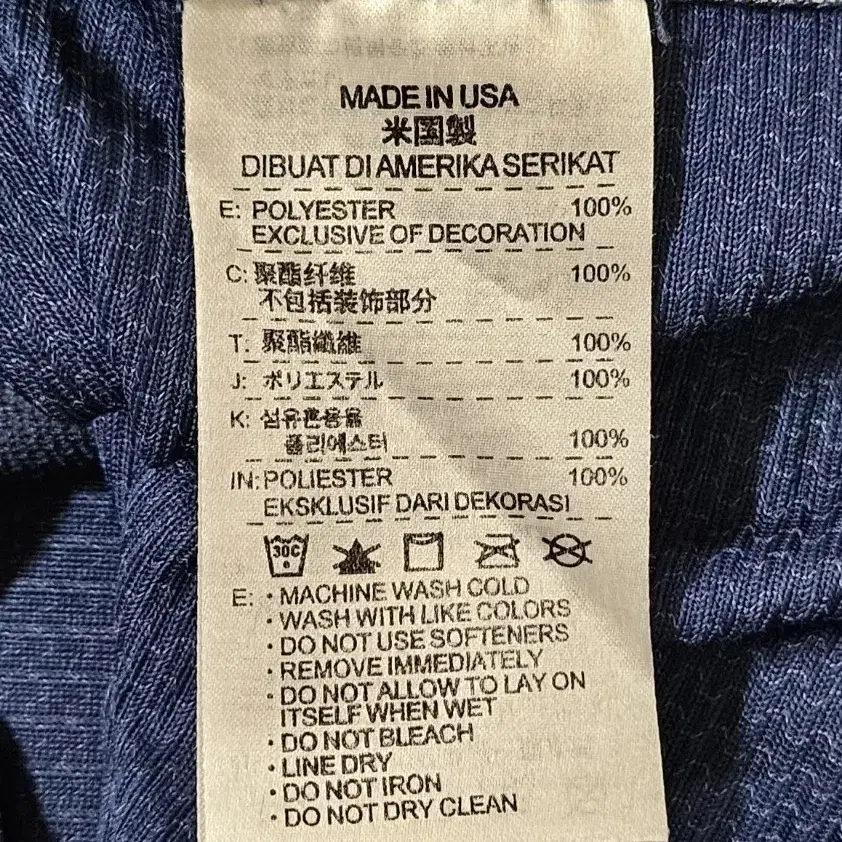 MADE IN USA
米国製
DIBUAT DI AMERIKA SERIKAT
E: POLYESTER 100%
EXCLUSIVE OF DECORATION
C: 聚酯纤维 100%
不包括装饰部分
T. 聚酯纖維 100%
J: ポリエステル 100%
K: 섬유혼용율
폴리에스터 100%
IN: POLIESTER 100%
EKSKLUSIF DARI DEKORASI
30C
E: · MACHINE WASH COLD
· WASH WITH LIKE COLORS
· DO NOT USE SOFTENERS
· REMOVE IMMEDIATELY
· DO NOT ALLOW TO LAY ON
ITSELF WHEN WET
· DO NOT BLEACH
· LINE DRY
· DO NOT IRON
· DO NOT DRY CLEAN